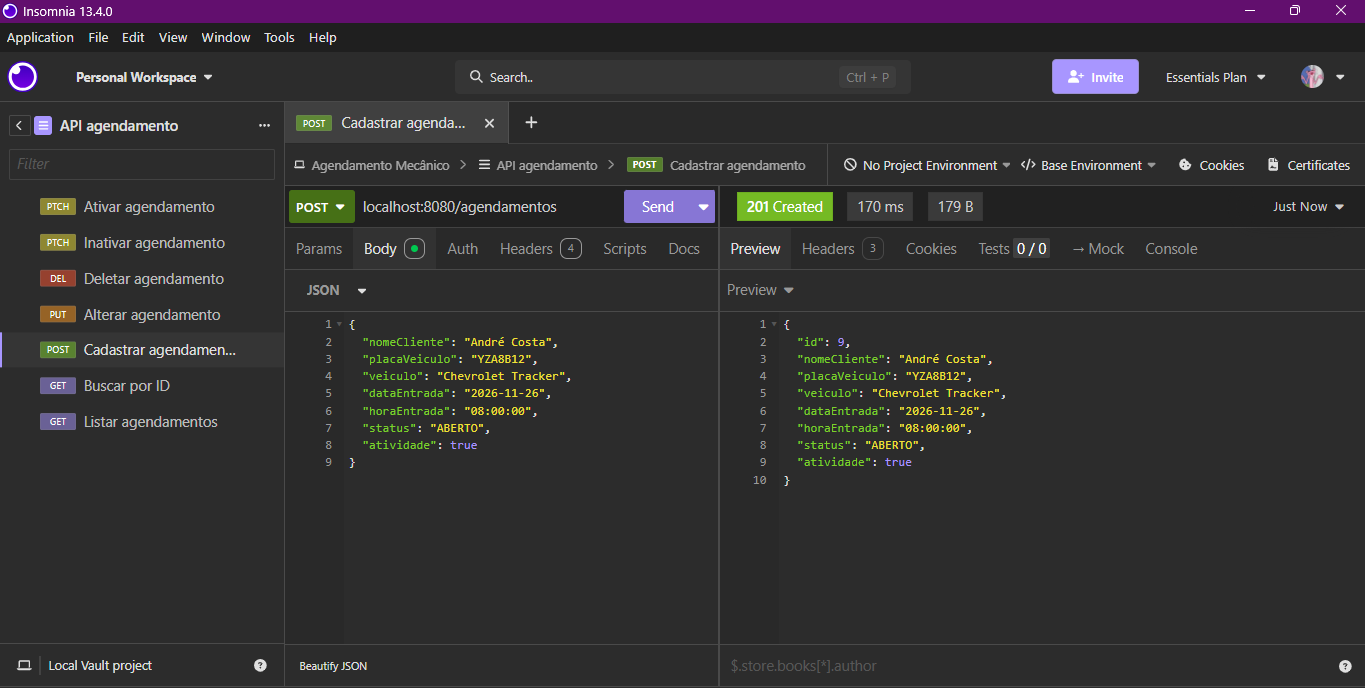 Insomnia 13.4.0
Application File Edit View Window Tools Help
Personal Workspace
Search..
Ctrl + P
Invite
Essentials Plan
API agendamento
...
Filter
PTCH Ativar agendamento
PTCH Inativar agendamento
DEL Deletar agendamento
PUT Alterar agendamento
POST Cadastrar agendamen...
GET Buscar por ID
GET Listar agendamentos
Local Vault project
?
POST Cadastrar agenda...
Agendamento Mecânico > API agendamento > POST Cadastrar agendamento
No Project Environment
</> Base Environment
Cookies
Certificates
POST localhost:8080/agendamentos
Send
Params Body Auth Headers 4 Scripts Docs
JSON
1 {
2 "nomeCliente": "André Costa",
3 "placaVeiculo": "YZA8B12",
4 "veiculo": "Chevrolet Tracker",
5 "dataEntrada": "2026-11-26",
6 "horaEntrada": "08:00:00",
7 "status": "ABERTO",
8 "atividade": true
9 }
Beautify JSON
201 Created 170 ms 179 B
Just Now
Preview Headers 3 Cookies Tests 0 / 0 → Mock Console
Preview
1 {
2 "id": 9,
3 "nomeCliente": "André Costa",
4 "placaVeiculo": "YZA8B12",
5 "veiculo": "Chevrolet Tracker",
6 "dataEntrada": "2026-11-26",
7 "horaEntrada": "08:00:00",
8 "status": "ABERTO",
9 "atividade": true
10 }
$.store.books[*].author
?